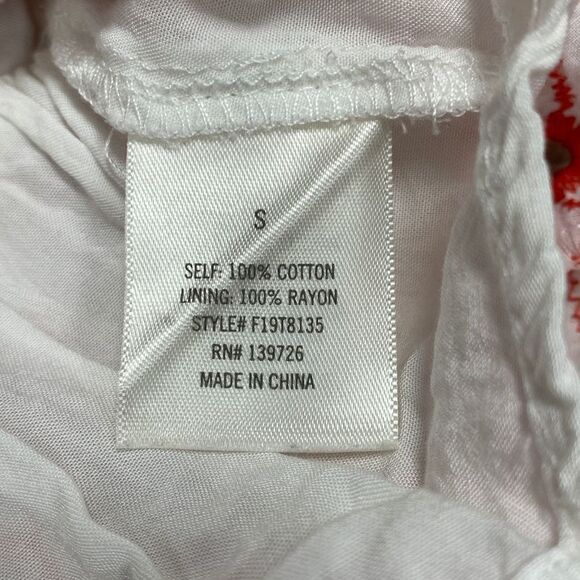 S
SELF: 100% COTTON
LINING: 100% RAYON
STYLE# F19T8135
RN# 139726
MADE IN CHINA